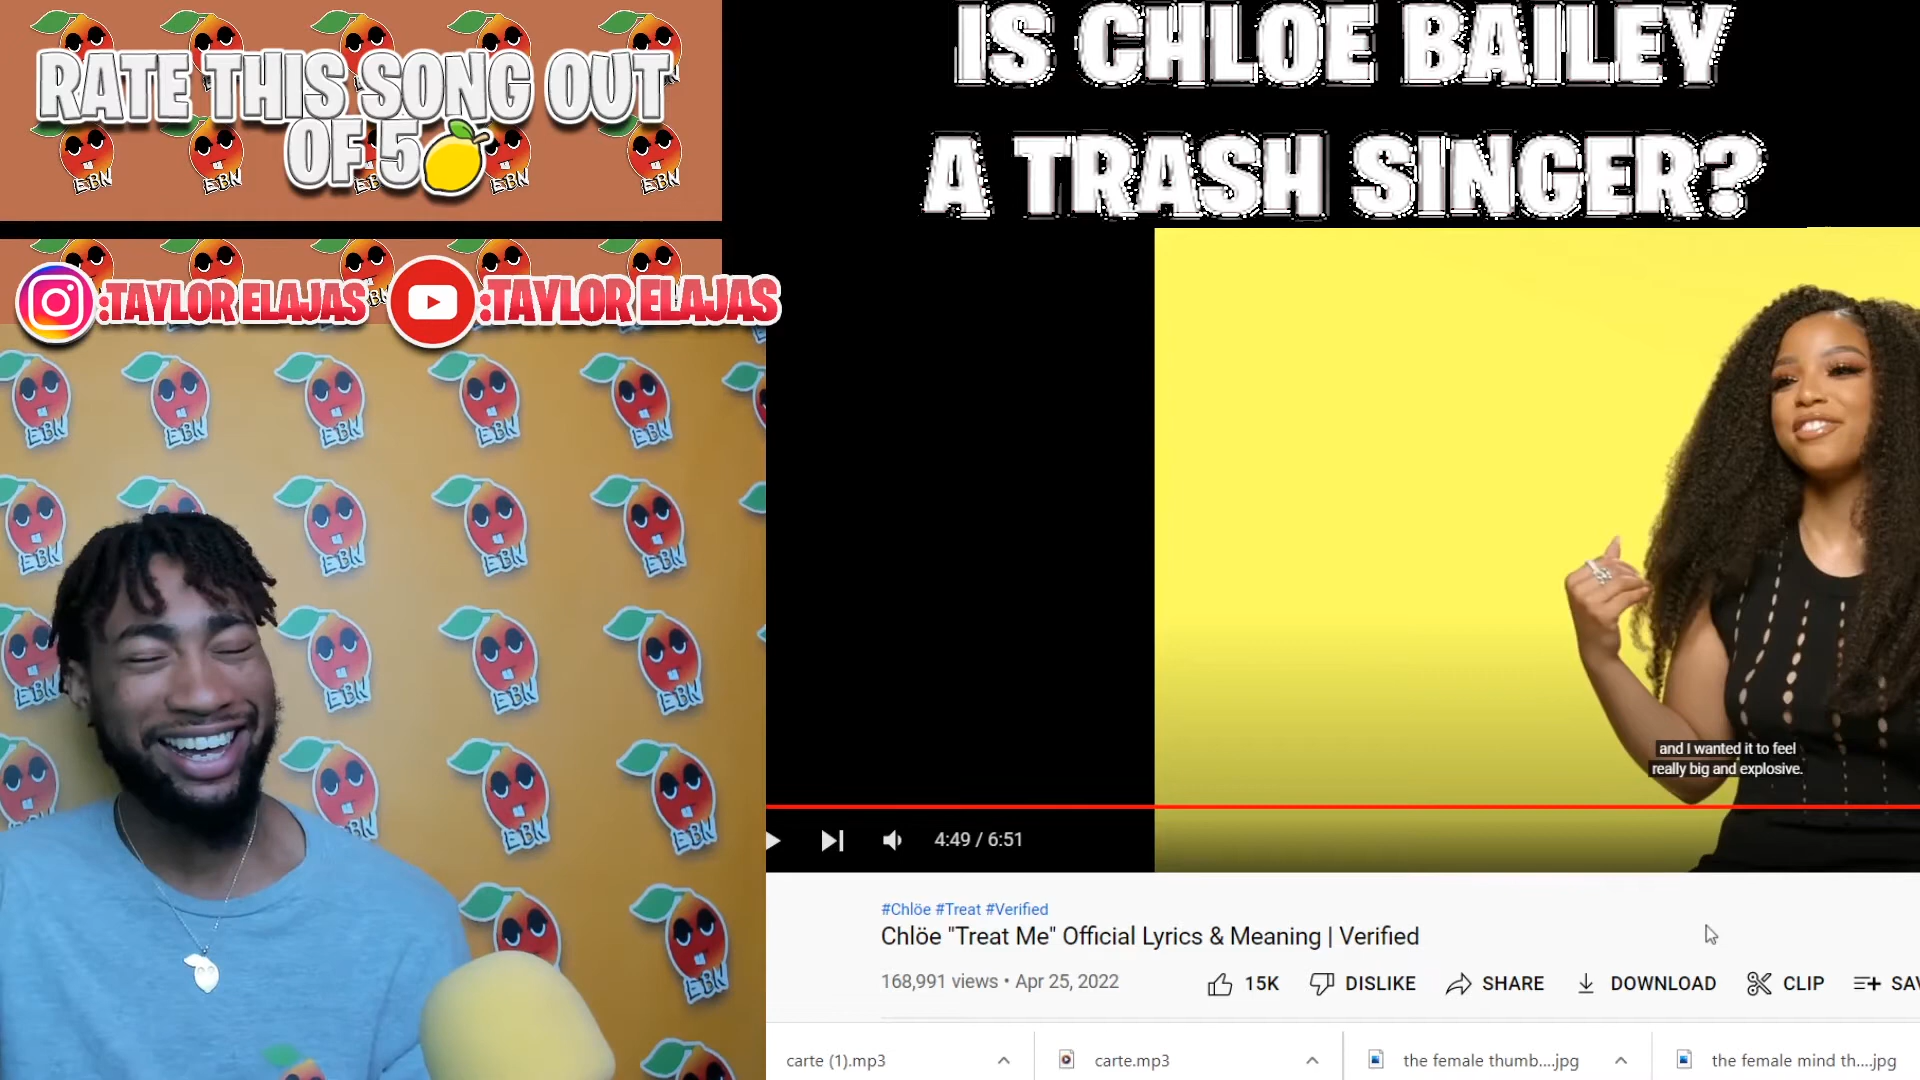 RATE THIS SONG OUT
OF 5
IS CHLOE BAILEY
A TRASH SINGER?
:TAYLOR ELAJAS
:TAYLOR ELAJAS
EBN
and I wanted it to feel
really big and explosive.
4:49 / 6:51
#Chlöe #Treat #Verified
Chlöe "Treat Me" Official Lyrics & Meaning | Verified
168,991 views • Apr 25, 2022
15K
DISLIKE
SHARE
DOWNLOAD
CLIP
SAV
carte (1).mp3
carte.mp3
the female thumb....jpg
the female mind th....jpg